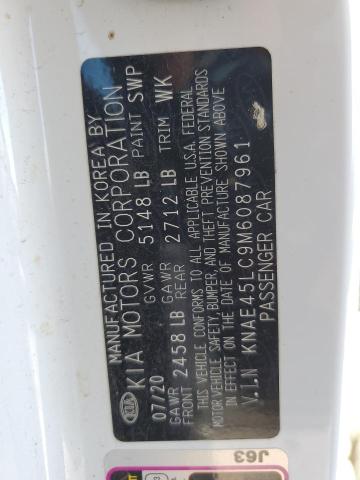 MANUFACTURED IN KOREA BY
KIA KIA MOTORS CORPORATION
07/20 GVWR 5148 LB PAINT SWP
GAWR FRONT 2458 LB GAWR REAR 2712 LB TRIM WK
THIS VEHICLE CONFORMS TO ALL APPLICABLE U.S.A. FEDERAL
MOTOR VEHICLE SAFETY, BUMPER, AND THEFT PREVENTION STANDARDS
IN EFFECT ON THE DATE OF MANUFACTURE SHOWN ABOVE
V.I.N KNAE45LC9M6087961
PASSENGER CAR
J63